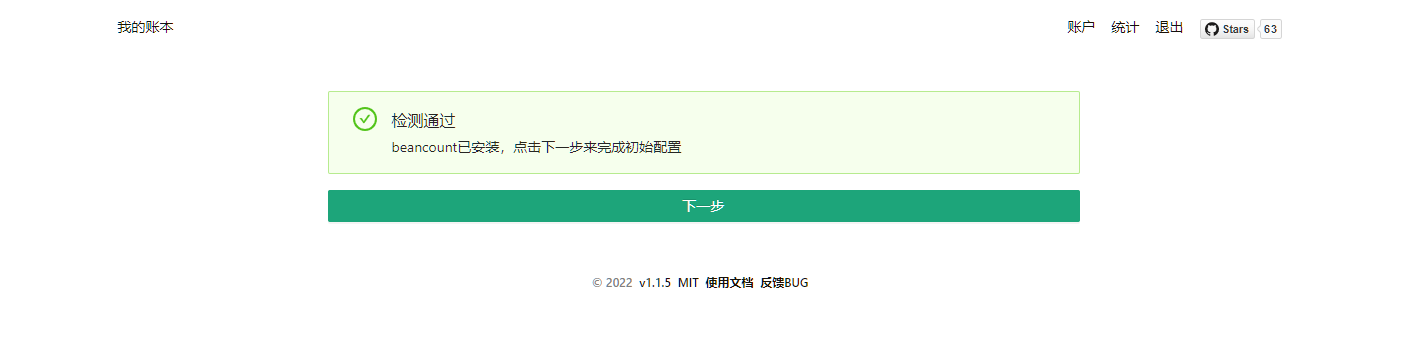 我的账本 账户 统计 退出 Stars 63
检测通过
beancount已安装，点击下一步来完成初始配置
下一步
© 2022 v1.1.5 MIT 使用文档 反馈BUG